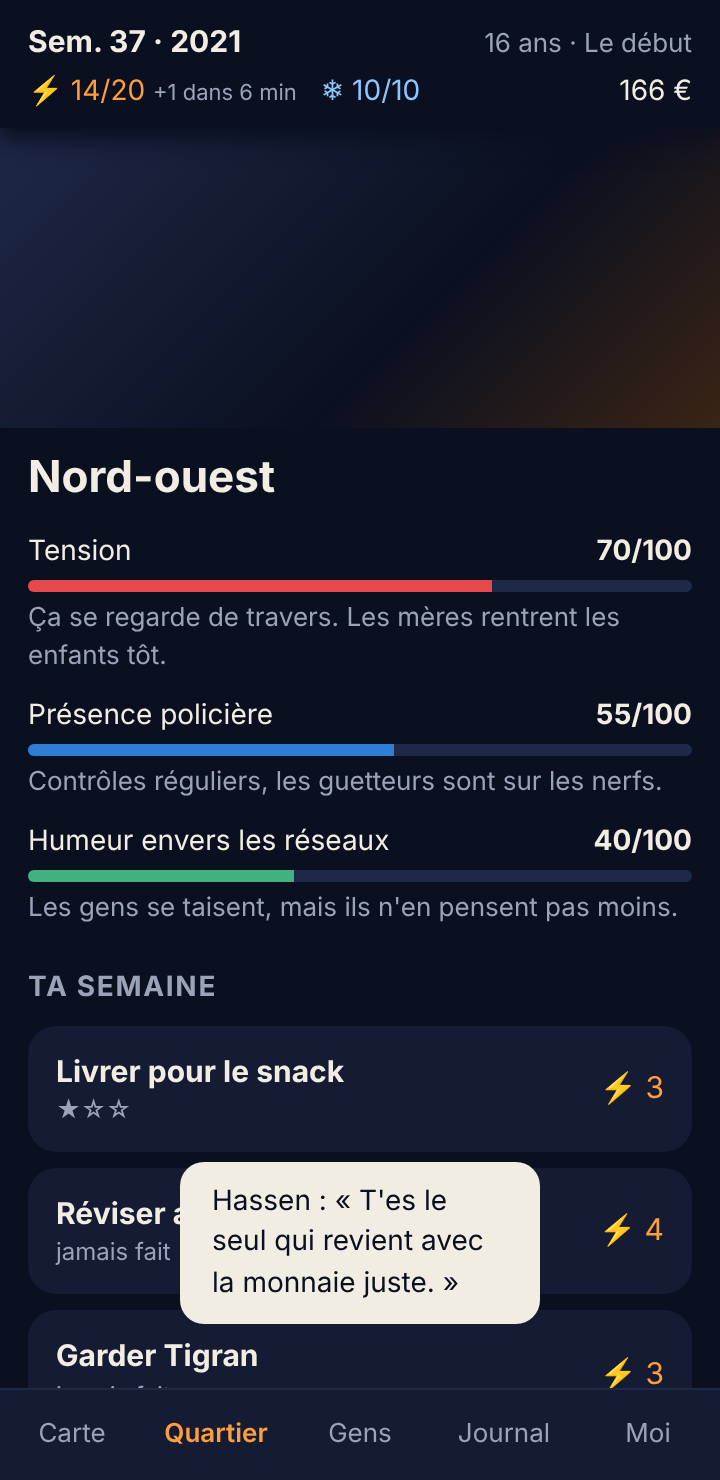 Sem. 37 · 2021
16 ans · Le début
⚡ 14/20 +1 dans 6 min ❄ 10/10
166 €
Nord-ouest
Tension 70/100
Ça se regarde de travers. Les mères rentrent les
enfants tôt.
Présence policière 55/100
Contrôles réguliers, les guetteurs sont sur les nerfs.
Humeur envers les réseaux 40/100
Les gens se taisent, mais ils n'en pensent pas moins.
TA SEMAINE
Livrer pour le snack ⚡ 3
★☆☆
Réviser ⚡ 4
jamais fait
Hassen : « T'es le
seul qui revient avec
la monnaie juste. »
Garder Tigran ⚡ 3
Carte Quartier Gens Journal Moi